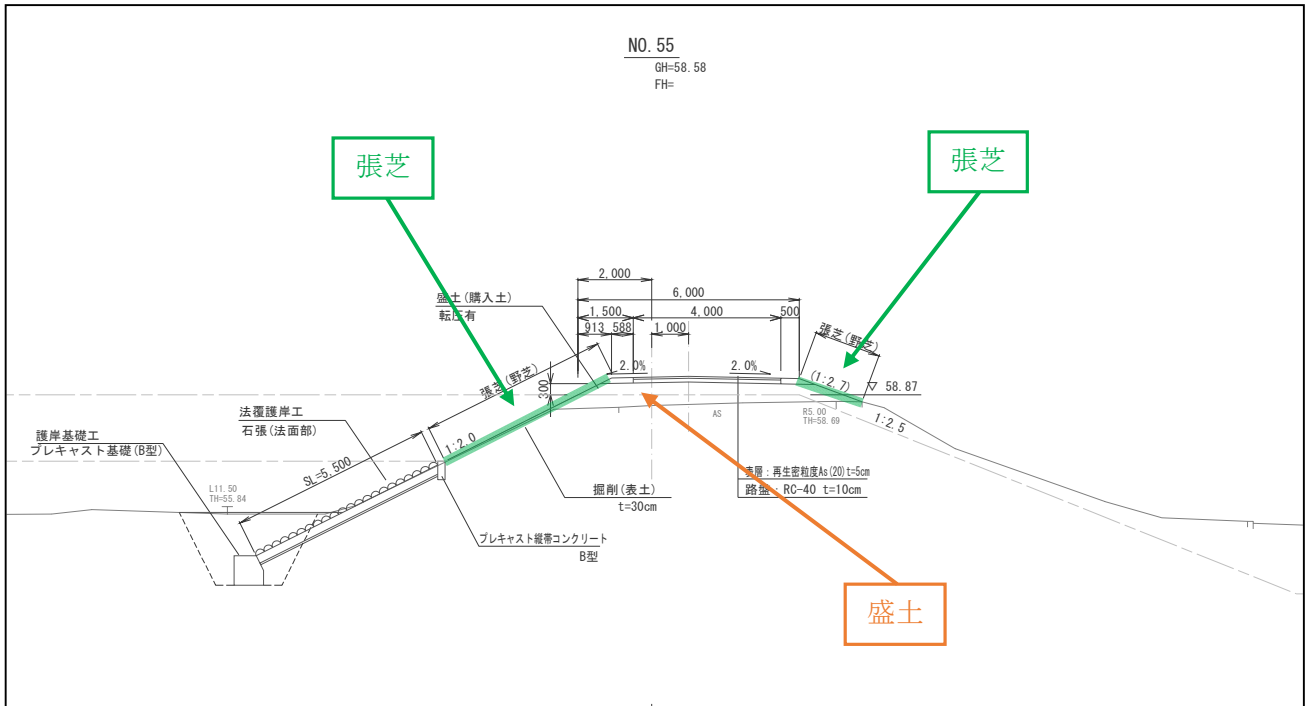 NO. 55
GH=58.58
FH=
張芝
張芝
2,000
6,000
盛土(購入土)
転圧有
1,500
4,000
500
913
588
1,000
張芝(野芝)
張芝(野芝)
2.0%
2.0%
(1:2.7)
58.87
300
法覆護岸工
石張(法面部)
AS
R5.00
TH=58.69
1:2.5
護岸基礎工
プレキャスト基礎(B型)
1:2.0
SL=5,500
表層：再生密粒度As(20)t=5cm
路盤：RC-40 t=10cm
掘削(表土)
t=30cm
L11.50
TH=55.84
プレキャスト縦帯コンクリート
B型
盛土